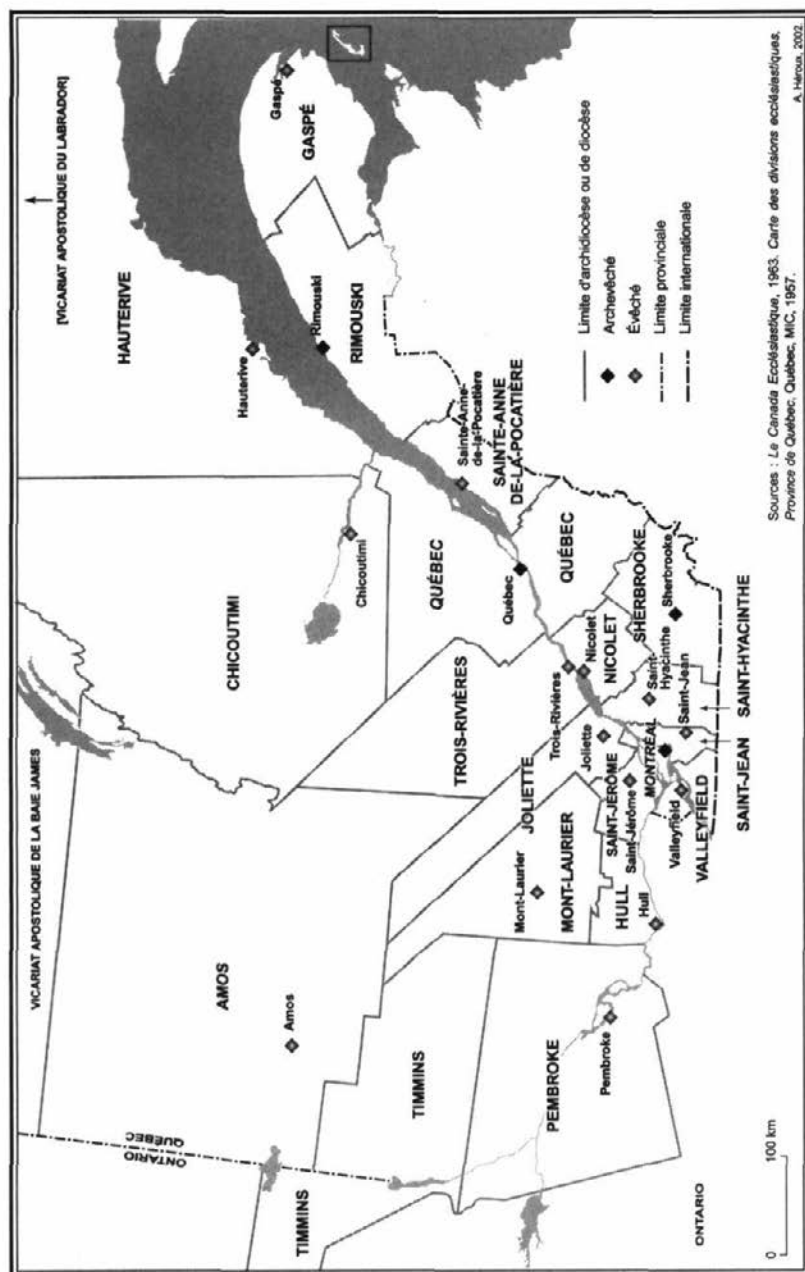 [VICARIAT APOSTOLIQUE DU LABRADOR]
VICARIAT APOSTOLIQUE DE LA BAIE JAMES
HAUTERIVE
Hauterive
Gaspé
GASPÉ
Rimouski
RIMOUSKI
CHICOUTIMI
Chicoutimi
Sainte-Anne-
de-la-Pocatière
SAINTE-ANNE
DE-LA-POCATIÈRE
QUÉBEC
Québec
QUÉBEC
AMOS
Amos
ONTARIO
QUÉBEC
TIMMINS
TIMMINS
TROIS-RIVIÈRES
Trois-Rivières
Nicolet
NICOLET
JOLIETTE
Joliette
Mont-Laurier
MONT-LAURIER
SAINT-JÉRÔME
Saint-Jérôme
MONTRÉAL
SHERBROOKE
Sherbrooke
Saint-
Hyacinthe
Saint-Jean
SAINT-HYACINTHE
SAINT-JEAN
Valleyfield
VALLEYFIELD
HULL
Hull
PEMBROKE
Pembroke
ONTARIO
0 100 km
Limite d'archidiocèse ou de diocèse
Archevêché
Évêché
Limite provinciale
Limite internationale
Sources : Le Canada Ecclésiastique, 1963. Carte des divisions ecclésiastiques,
Province de Québec, Québec, MIC, 1957.
A. Héroux, 2002